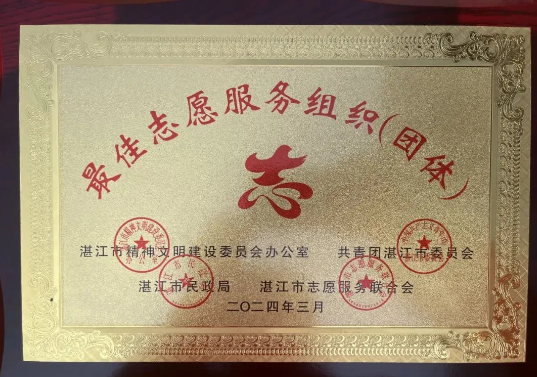 最佳志愿服务组织(团体)
志
湛江市精神文明建设委员会办公室 共青团湛江市委员会
湛江市民政局 湛江市志愿服务联合会
二〇二四年三月